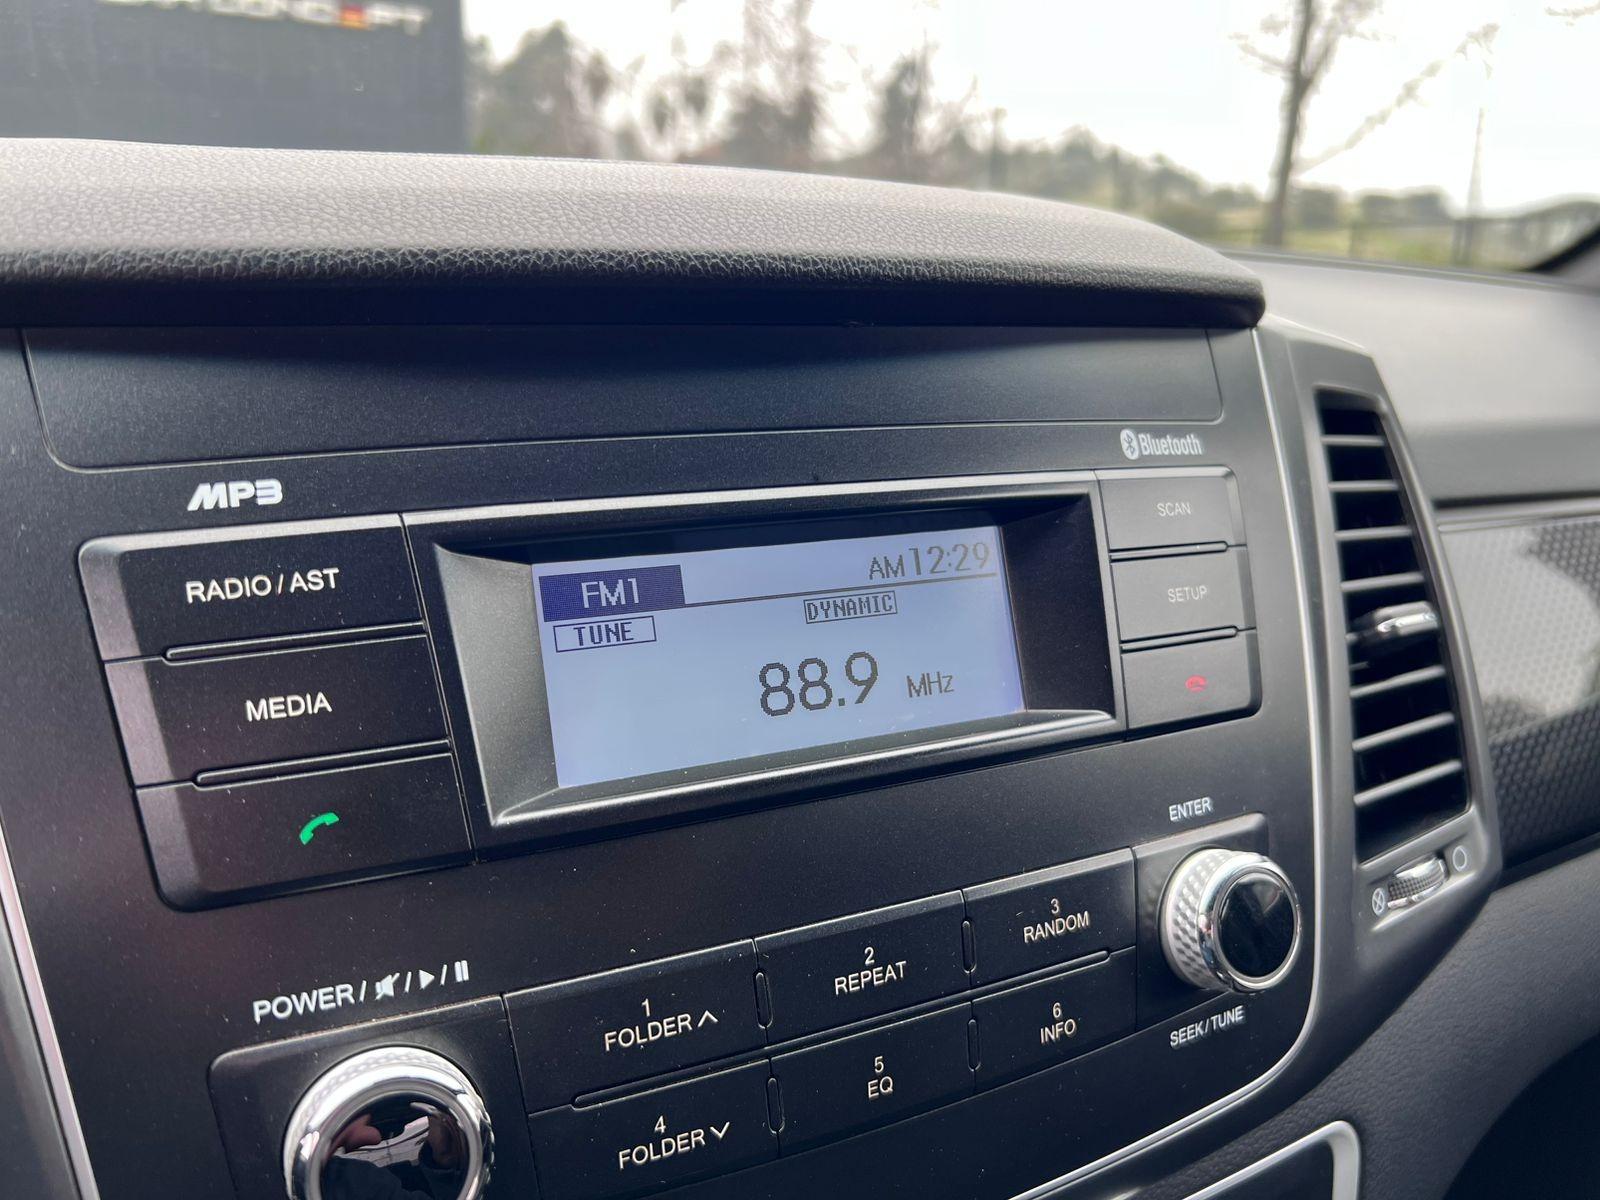 CONCEPT
MP3
Bluetooth
RADIO / AST
MEDIA
FM1
AM 12:29
TUNE
DYNAMIC
88.9 MHz
SCAN
SETUP
ENTER
POWER /
1
FOLDER
2
REPEAT
3
RANDOM
4
FOLDER
5
EQ
6
INFO
SEEK/TUNE